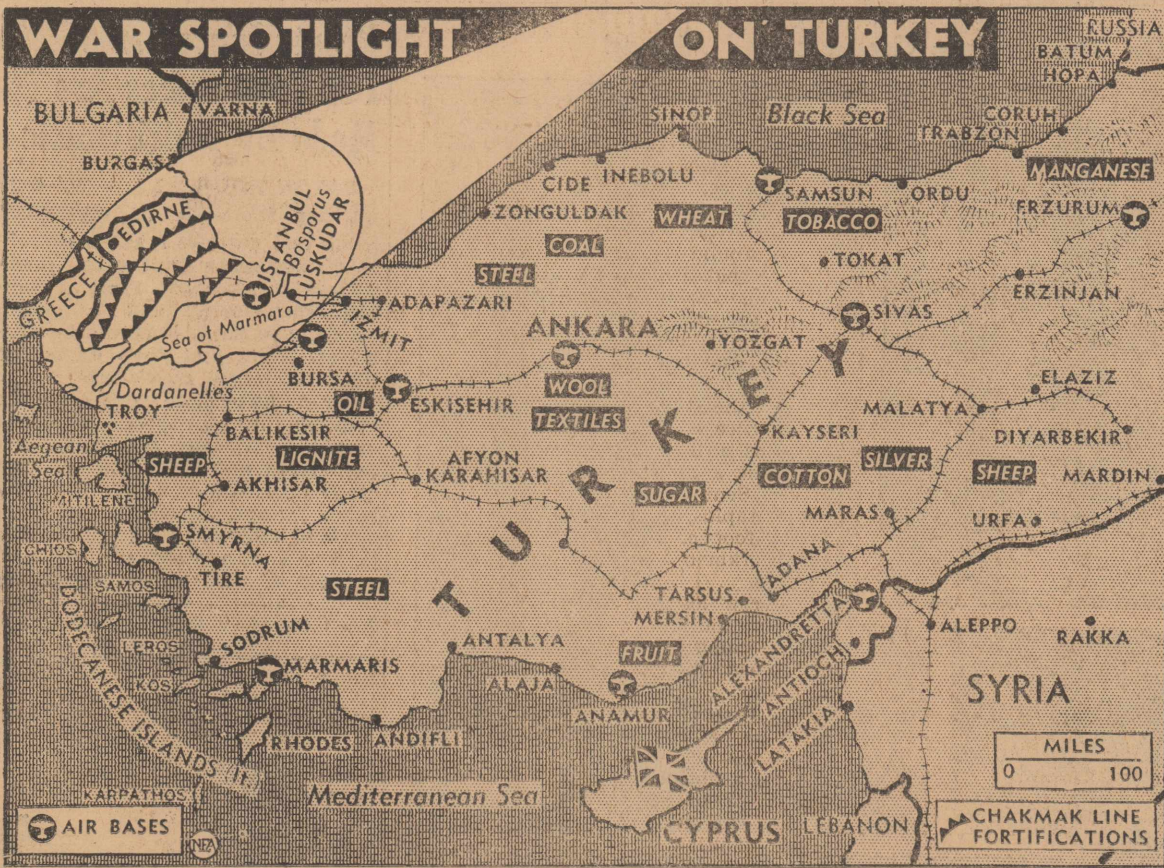 WAR SPOTLIGHT ON TURKEY
RUSSIA
BATUM
HOPA
BULGARIA
VARNA
SINOP
Black Sea
CORUH
TRABZON
BURGAS
CIDE
INEBOLU
MANGANESE
SAMSUN
ORDU
ERZURUM
ZONGULDAK
WHEAT
TOBACCO
EDIRNE
ISTANBUL
Bosporus
USKUDAR
COAL
STEEL
TOKAT
ERZINJAN
GREECE
Sea of Marmara
ADAPAZARI
IZMIT
SIVAS
ANKARA
YOZGAT
BURSA
Dardanelles
TROY
OIL
ESKISEHIR
WOOL
TEXTILES
ELAZIZ
MALATYA
TURKEY
BALIKESIR
KAYSERI
DIYARBEKIR
Aegean
Sea
SHEEP
LIGNITE
AFYON
KARAHISAR
SILVER
COTTON
SHEEP
MARDIN
AKHISAR
SUGAR
MITILENE
MARAS
URFA
SMYRNA
CHIOS
TIRE
ADANA
SAMOS
STEEL
TARSUS
MERSIN
DODECANESE ISLANDS (It.)
SODRUM
LEROS
ANTALYA
FRUIT
ALEXANDRETTA
ANTIOCH
ALEPPO
RAKKA
MARMARIS
KOS
ALAJA
ANAMUR
SYRIA
LATAKIA
RHODES
ANDIFLI
MILES
0 100
KARPATHOS
Mediterranean Sea
AIR BASES
NEA
CYPRUS
LEBANON
CHAKMAK LINE
FORTIFICATIONS